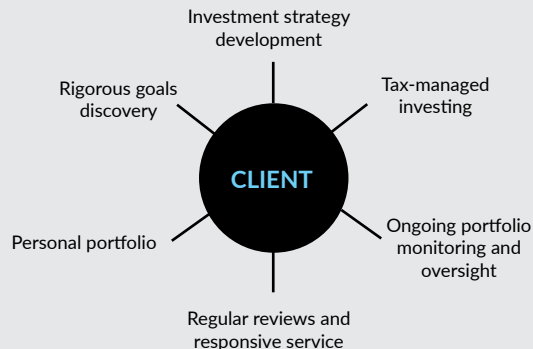 Investment strategy
development
Rigorous goals
discovery
Tax-managed
investing
CLIENT
Personal portfolio
Ongoing portfolio
monitoring and
oversight
Regular reviews and
responsive service